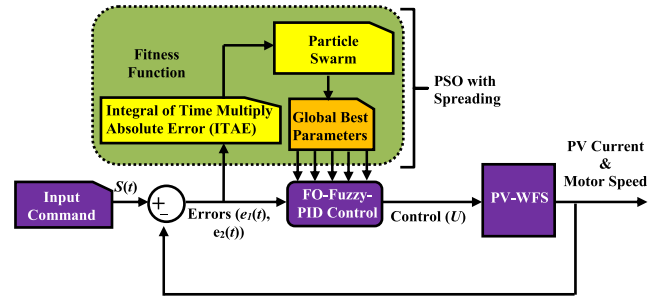 Particle
Swarm
Fitness
Function
PSO with
Spreading
Integral of Time Multiply
Absolute Error (ITAE)
Global Best
Parameters
PV Current
&
Motor Speed
Input
Command
S(t)
+
−
Errors (e1(t),
e2(t))
FO-Fuzzy-
PID Control
Control (U)
PV-WFS